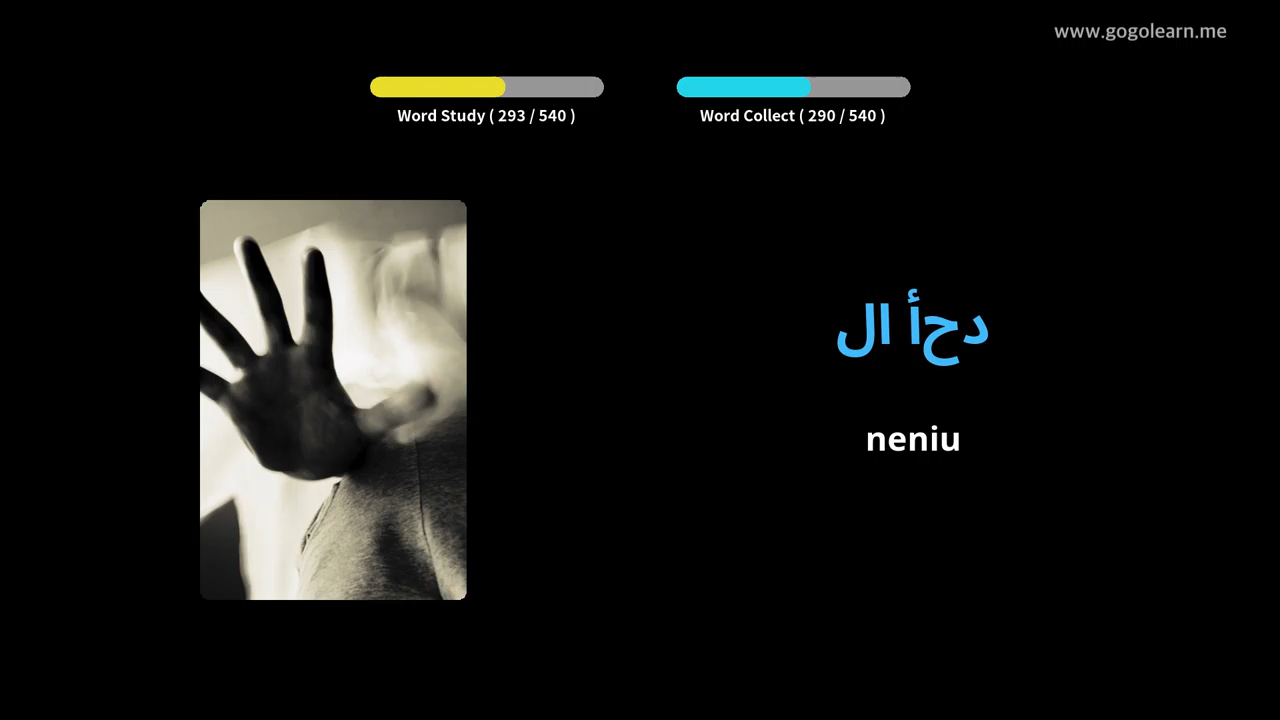 www.gogolearn.me
Word Study ( 293 / 540 )
Word Collect ( 290 / 540 )
دحأ ال
neniu